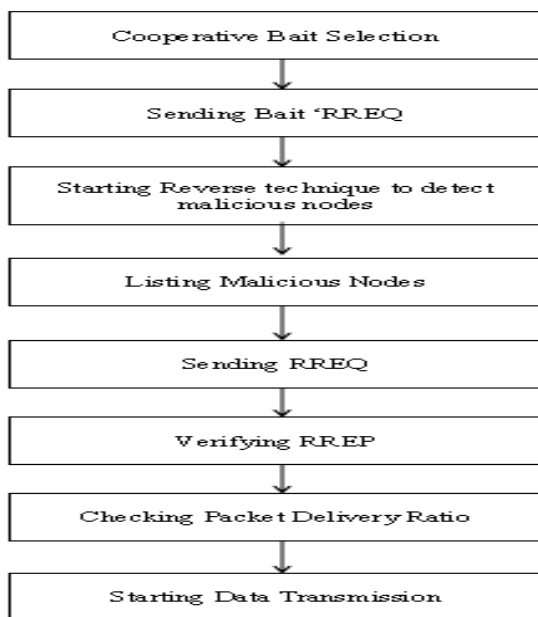 Cooperative Bait Selection
Sending Bait ‘RREQ
Starting Reverse technique to detect
malicious nodes
Listing Malicious Nodes
Sending RREQ
Verifying RREP
Checking Packet Delivery Ratio
Starting Data Transmission